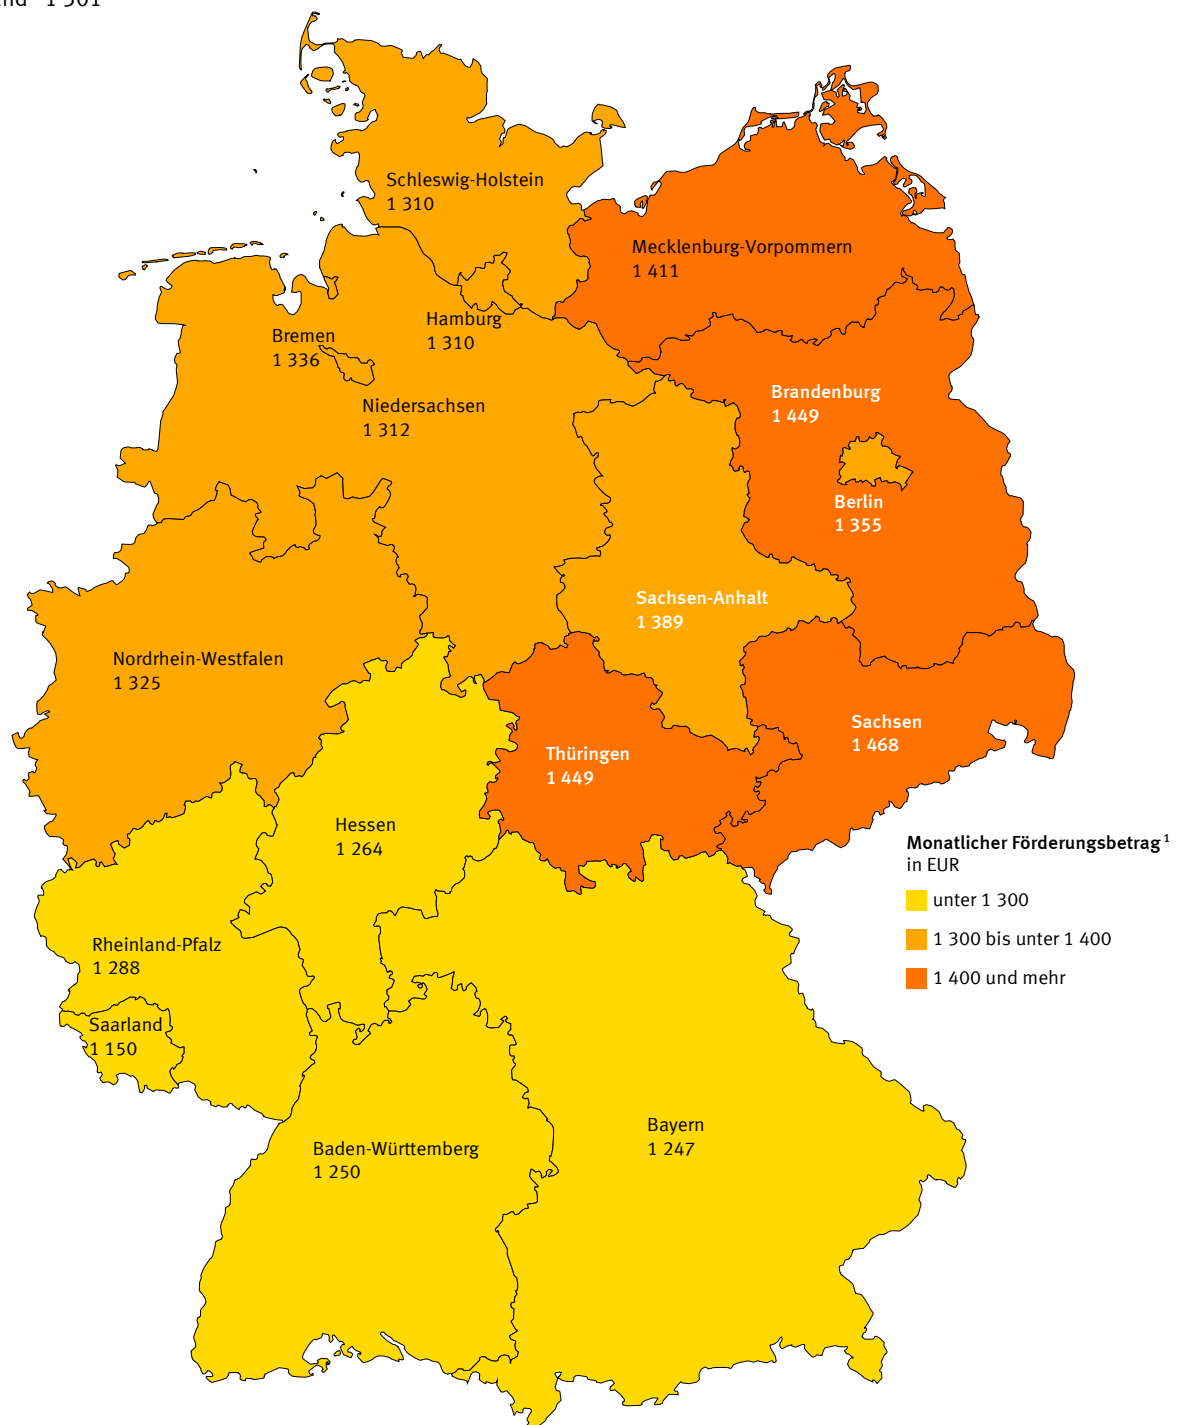 1 301
Schleswig-Holstein
1 310
Mecklenburg-Vorpommern
1 411
Hamburg
1 310
Bremen
1 336
Niedersachsen
1 312
Brandenburg
1 449
Berlin
1 355
Sachsen-Anhalt
1 389
Nordrhein-Westfalen
1 325
Sachsen
1 468
Thüringen
1 449
Hessen
1 264
Monatlicher Förderungsbetrag¹
in EUR
unter 1 300
1 300 bis unter 1 400
1 400 und mehr
Rheinland-Pfalz
1 288
Saarland
1 150
Bayern
1 247
Baden-Württemberg
1 250